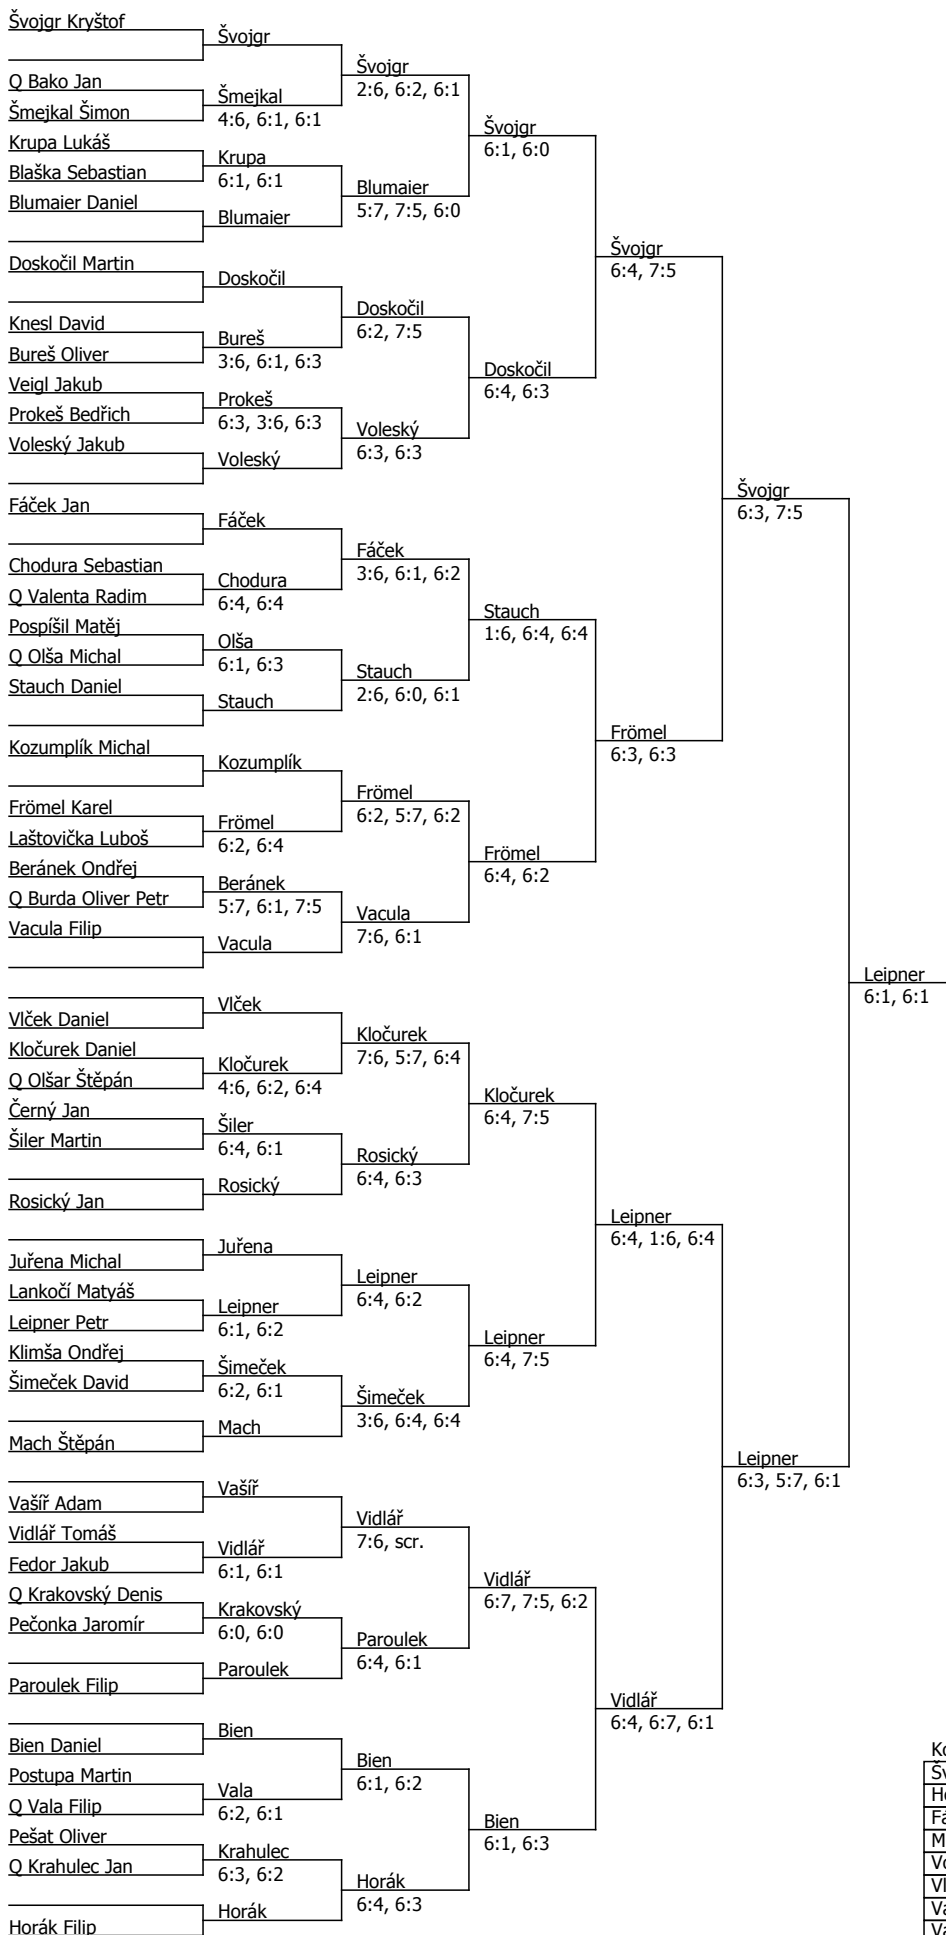 Švojgr Kryštof
Q Bako Jan
Šmejkal Šimon
Krupa Lukáš
Blaška Sebastian
Blumaier Daniel
Doskočil Martin
Knesl David
Bureš Oliver
Veigl Jakub
Prokeš Bedřich
Voleský Jakub
Fáček Jan
Chodura Sebastian
Q Valenta Radim
Pospíšil Matěj
Q Olša Michal
Stauch Daniel
Kozumplík Michal
Frömel Karel
Laštovička Luboš
Beránek Ondřej
Q Burda Oliver Petr
Vacula Filip
Vlček Daniel
Kločurek Daniel
Q Olšar Štěpán
Černý Jan
Šiler Martin
Rosický Jan
Juřena Michal
Lankočí Matyáš
Leipner Petr
Klimša Ondřej
Šimeček David
Mach Štěpán
Vašíř Adam
Vidlář Tomáš
Fedor Jakub
Q Krakovský Denis
Pečonka Jaromír
Paroulek Filip
Bien Daniel
Postupa Martin
Q Vala Filip
Pešat Oliver
Q Krahulec Jan
Horák Filip
Švojgr
Šmejkal
4:6, 6:1, 6:1
Krupa
6:1, 6:1
Blumaier
Doskočil
Bureš
3:6, 6:1, 6:3
Prokeš
6:3, 3:6, 6:3
Voleský
Fáček
Chodura
6:4, 6:4
Olša
6:1, 6:3
Stauch
Kozumplík
Frömel
6:2, 6:4
Beránek
5:7, 6:1, 7:5
Vacula
Vlček
Kločurek
4:6, 6:2, 6:4
Šiler
6:4, 6:1
Rosický
Juřena
Leipner
6:1, 6:2
Šimeček
6:2, 6:1
Mach
Vašíř
Vidlář
6:1, 6:1
Krakovský
6:0, 6:0
Paroulek
Bien
Vala
6:2, 6:1
Krahulec
6:3, 6:2
Horák
Švojgr
2:6, 6:2, 6:1
Blumaier
5:7, 7:5, 6:0
Doskočil
6:2, 7:5
Voleský
6:3, 6:3
Fáček
3:6, 6:1, 6:2
Stauch
2:6, 6:0, 6:1
Frömel
6:2, 5:7, 6:2
Vacula
7:6, 6:1
Kločurek
7:6, 5:7, 6:4
Rosický
6:4, 6:3
Leipner
6:4, 6:2
Šimeček
3:6, 6:4, 6:4
Vidlář
7:6, scr.
Paroulek
6:4, 6:1
Bien
6:1, 6:2
Horák
6:4, 6:3
Švojgr
6:1, 6:0
Doskočil
6:4, 6:3
Stauch
1:6, 6:4, 6:4
Frömel
6:4, 6:2
Kločurek
6:4, 7:5
Leipner
6:4, 7:5
Vidlář
6:7, 7:5, 6:2
Bien
6:1, 6:3
Švojgr
6:4, 7:5
Frömel
6:3, 6:3
Leipner
6:4, 1:6, 6:4
Vidlář
6:4, 6:7, 6:1
Švojgr
6:3, 7:5
Leipner
6:3, 5:7, 6:1
Leipner
6:1, 6:1